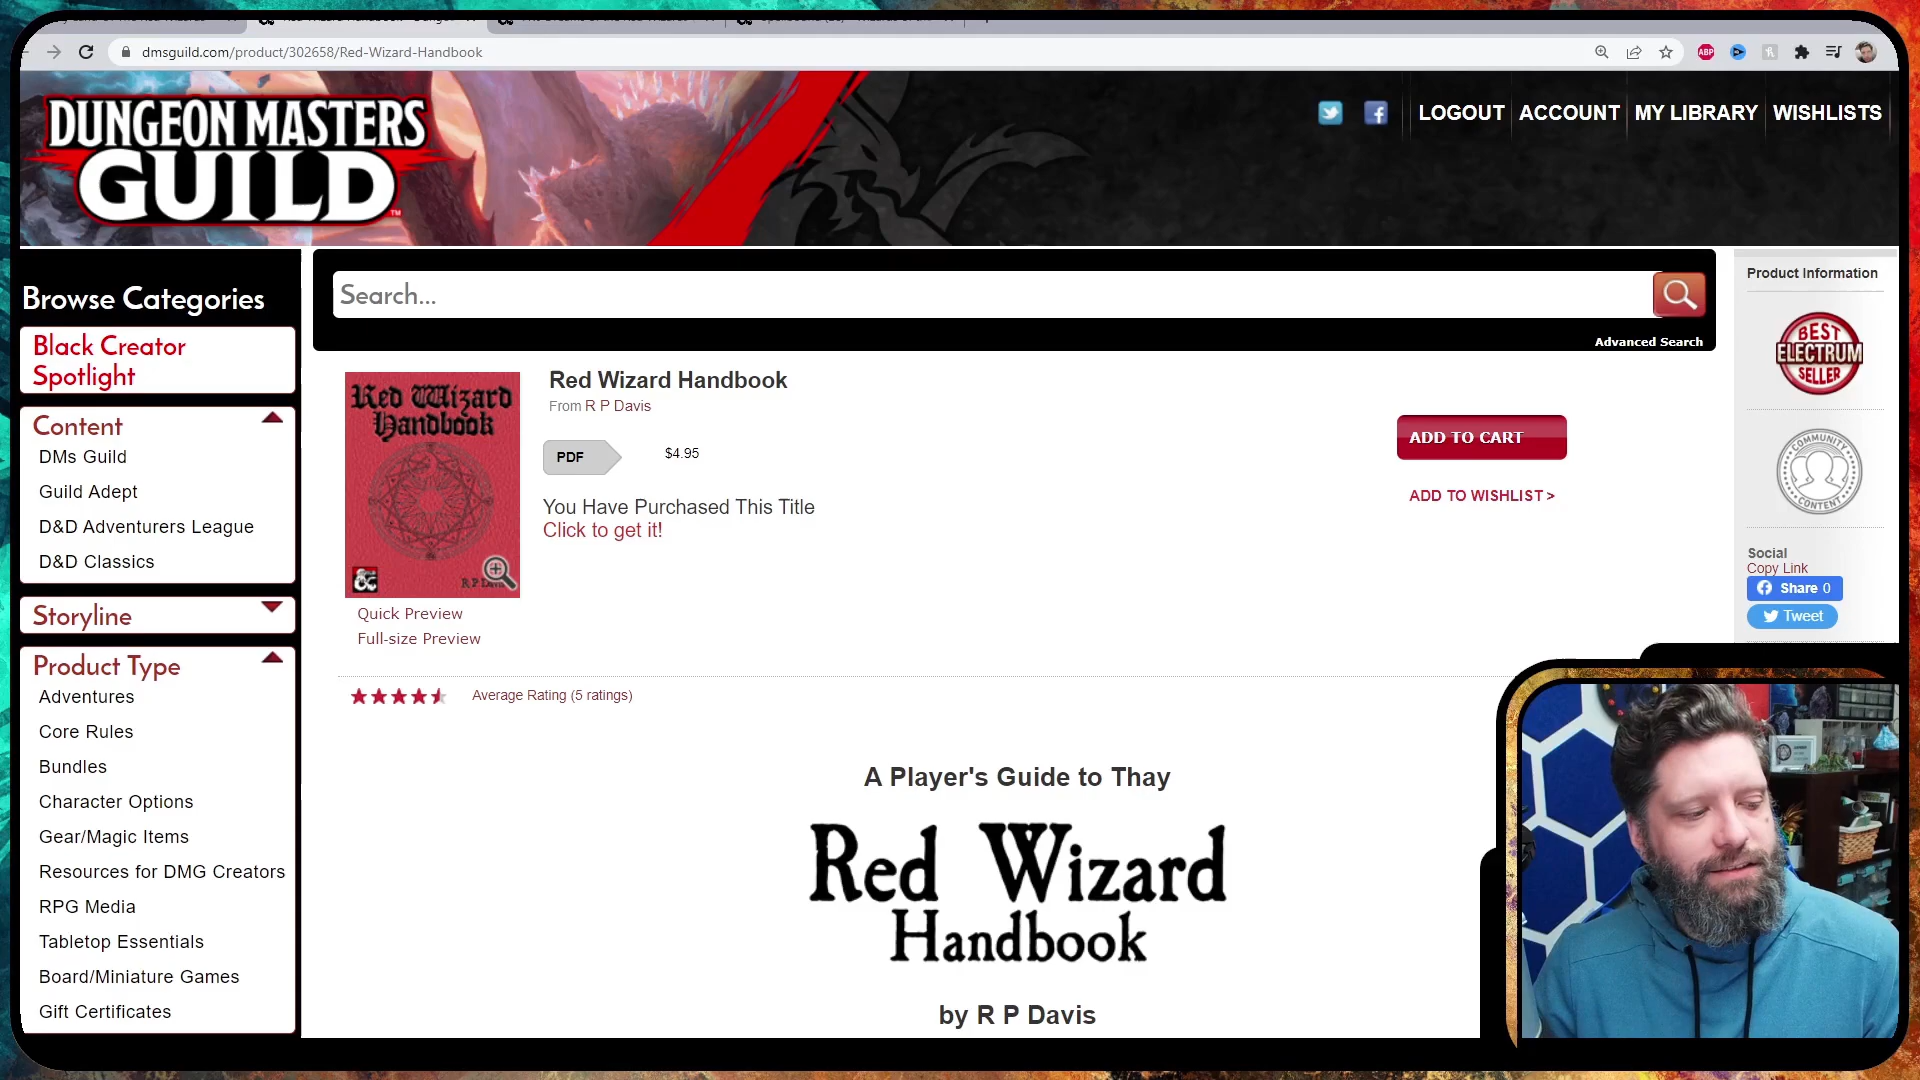 dmsguild.com/product/302658/Red-Wizard-Handbook
ABP
DUNGEON MASTERS
GUILD
TM
LOGOUT
ACCOUNT
MY LIBRARY
WISHLISTS
Browse Categories
Black Creator
Spotlight
Content
DMs Guild
Guild Adept
D&D Adventurers League
D&D Classics
Storyline
Product Type
Adventures
Core Rules
Bundles
Character Options
Gear/Magic Items
Resources for DMG Creators
RPG Media
Tabletop Essentials
Board/Miniature Games
Gift Certificates
Search...
Advanced Search
Red Wizard
Handbook
Quick Preview
Full-size Preview
Red Wizard Handbook
From R P Davis
PDF
$4.95
You Have Purchased This Title
Click to get it!
ADD TO CART
ADD TO WISHLIST >
Average Rating (5 ratings)
A Player's Guide to Thay
Red Wizard
Handbook
by R P Davis
Product Information
BEST
ELECTRUM
SELLER
COMMUNITY
CONTENT
Social
Copy Link
Share 0
Tweet